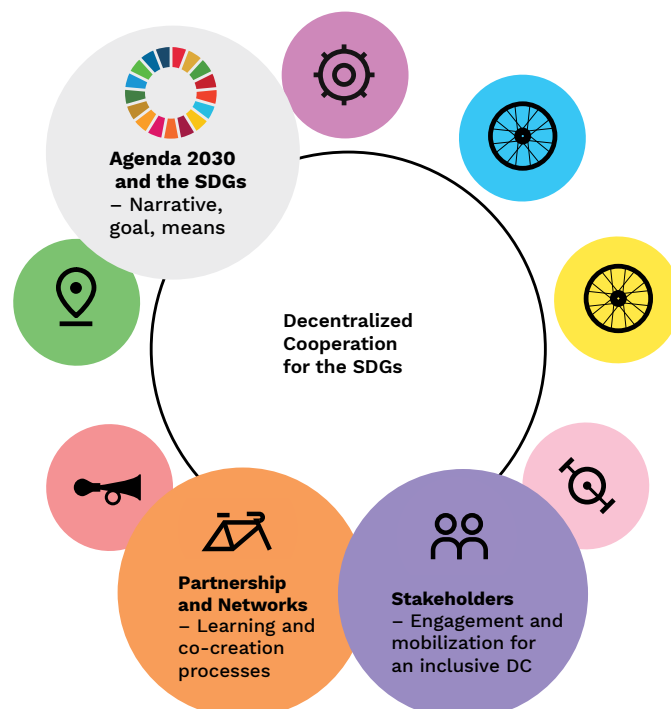 Agenda 2030
and the SDGs
– Narrative,
goal, means
Decentralized
Cooperation
for the SDGs
Partnership
and Networks
– Learning and
co-creation
processes
Stakeholders
– Engagement and
mobilization for
an inclusive DC